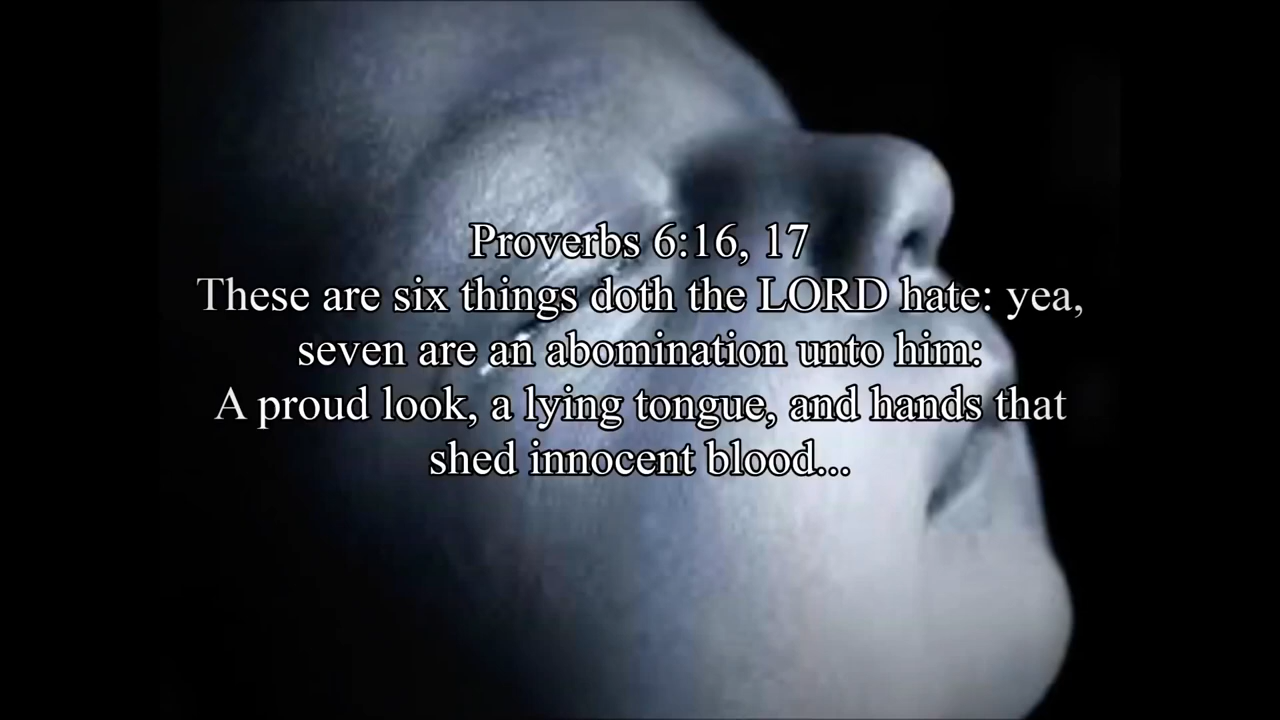 Proverbs 6:16, 17
These are six things doth the LORD hate: yea,
seven are an abomination unto him:
A proud look, a lying tongue, and hands that
shed innocent blood...